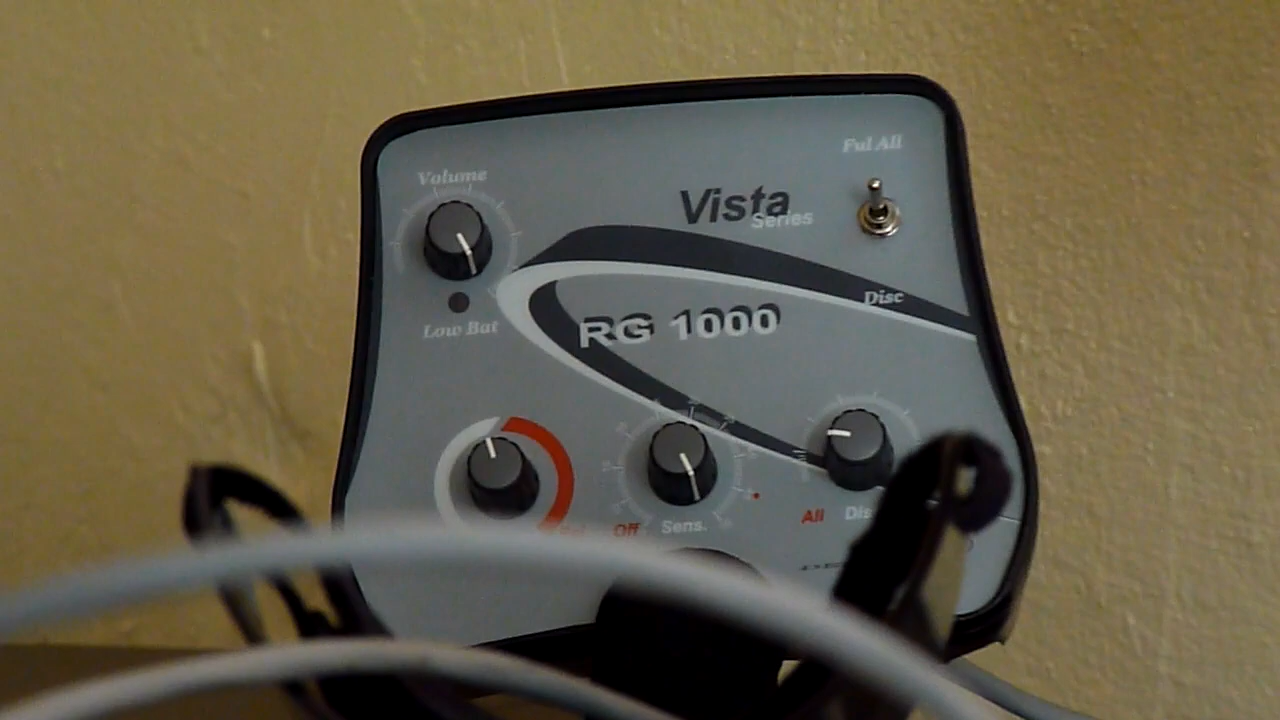 Ful All
Volume
Vista
Series
Disc
RG 1000
Low Bat
Off
Sens.
All